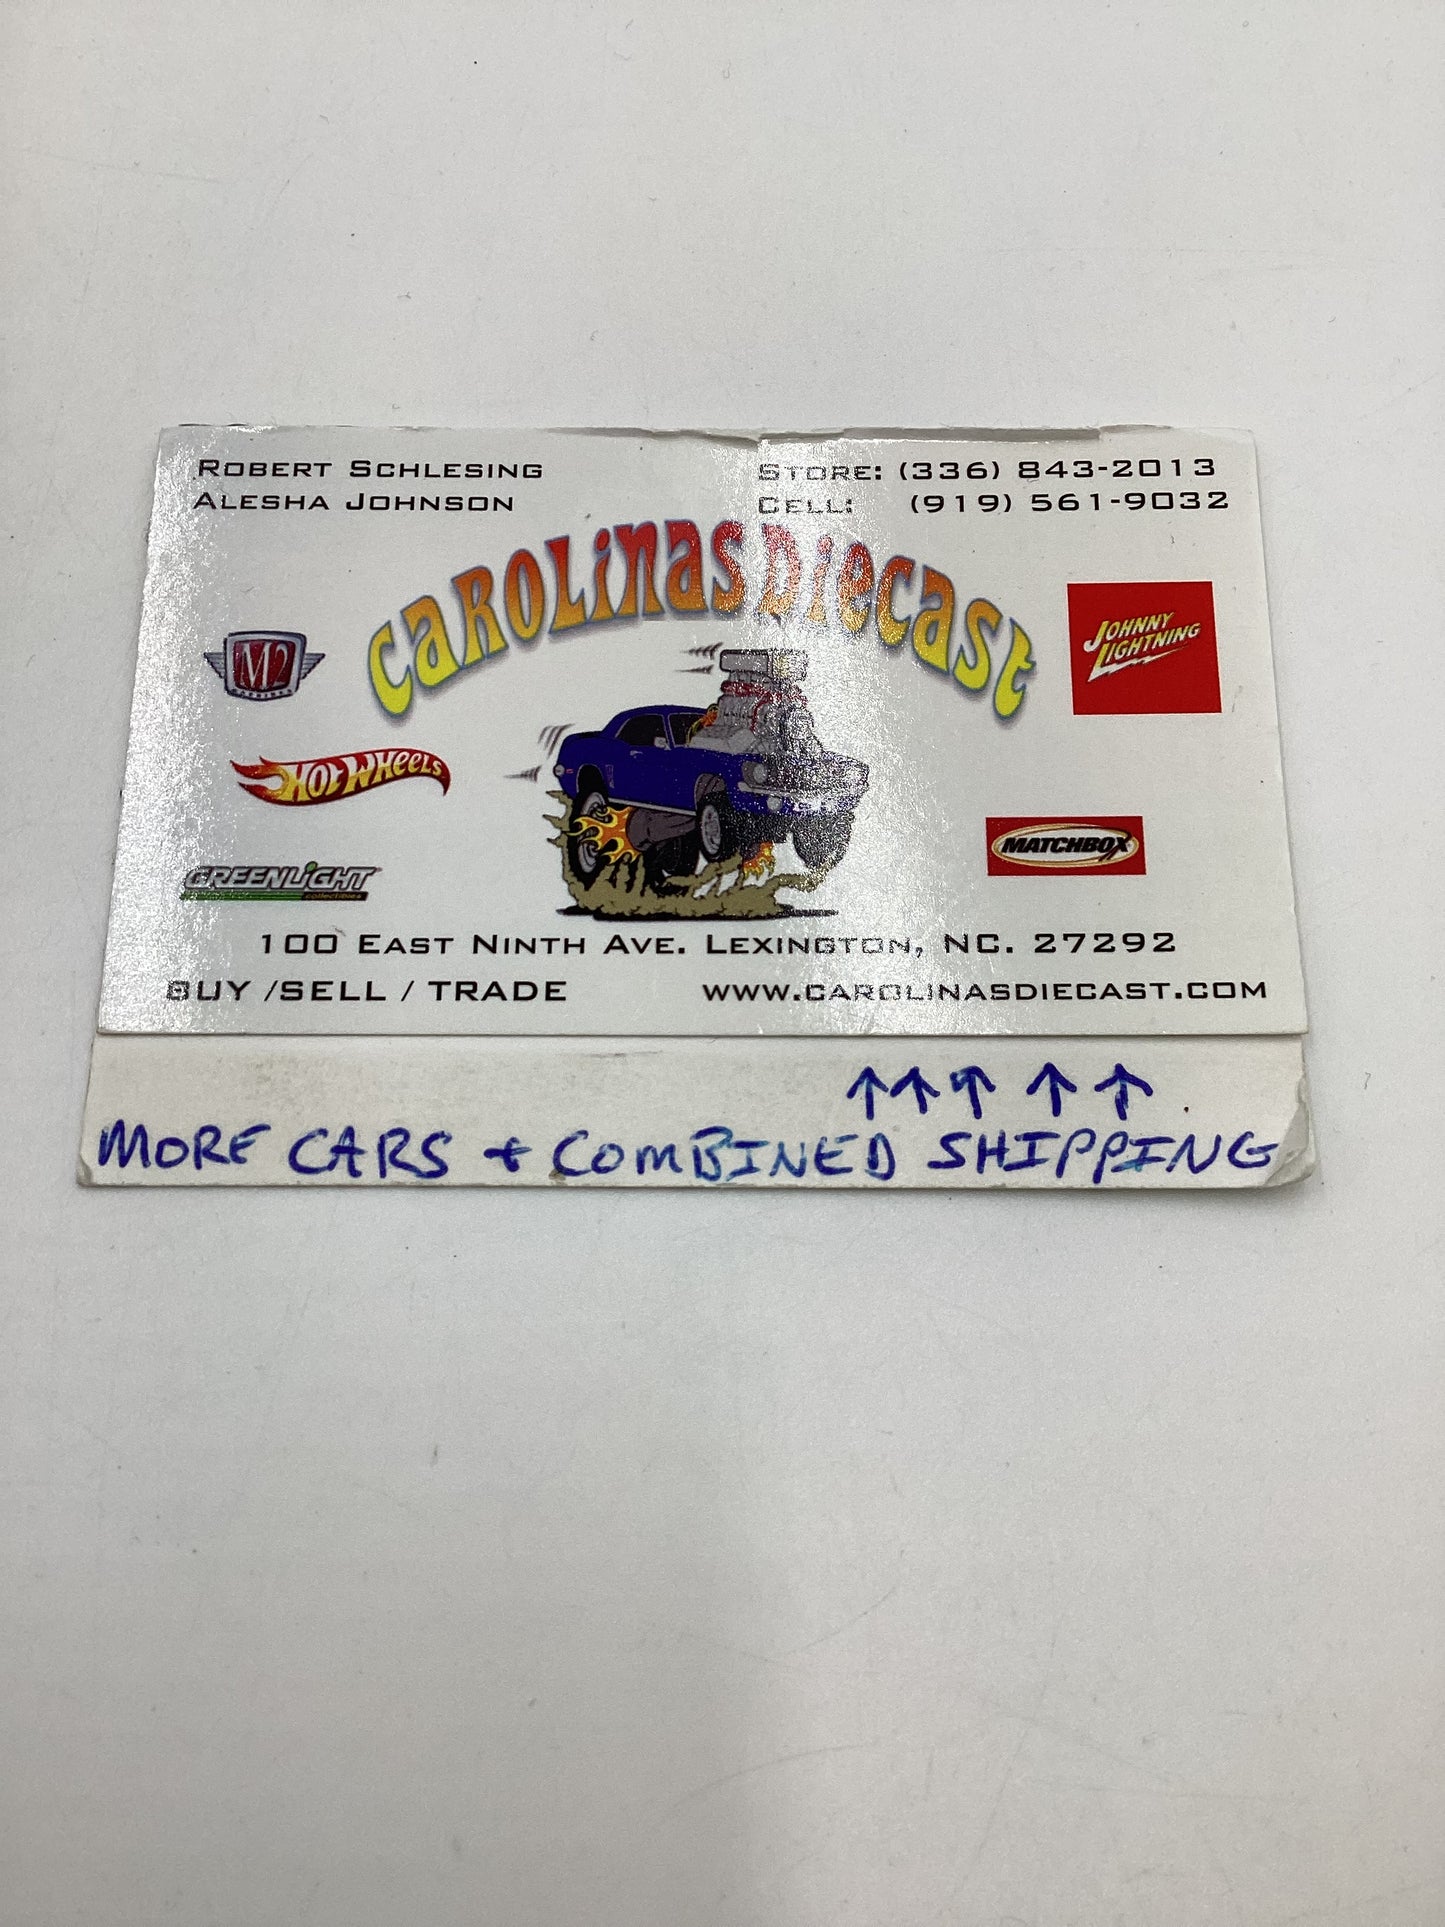 ROBERT SCHLESING
ALESHA JOHNSON
STORE: (336) 843-2013
CELL: (919) 561-9032
CAROLINAS DIECAST
M2
MACHINES
JOHNNY
LIGHTNING
HOT WHEELS
MATCHBOX
GREENLIGHT
collectibles
100 EAST NINTH AVE. LEXINGTON, NC. 27292
BUY /SELL / TRADE
WWW.CAROLINASDIECAST.COM
↑ ↑ ↑ ↑ ↑
MORE CARS + COMBINED SHIPPING